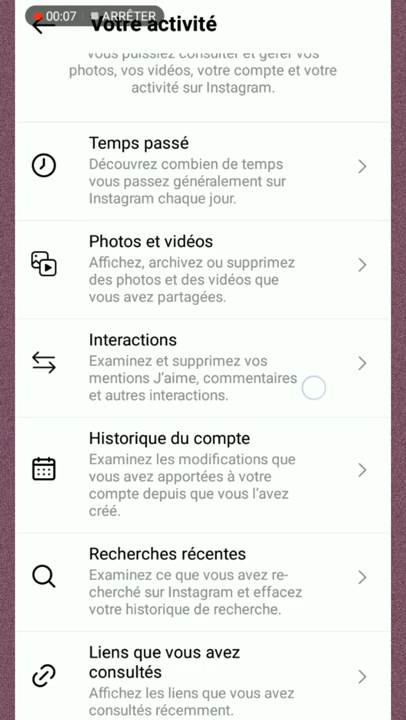 00:07 ARRÊTER
Votre activité
vous puissiez consulter et gérer vos
photos, vos vidéos, votre compte et votre
activité sur Instagram.
Temps passé
Découvrez combien de temps
vous passez généralement sur
Instagram chaque jour.
Photos et vidéos
Affichez, archivez ou supprimez
des photos et des vidéos que
vous avez partagées.
Interactions
Examinez et supprimez vos
mentions J’aime, commentaires
et autres interactions.
Historique du compte
Examinez les modifications que
vous avez apportées à votre
compte depuis que vous l’avez
créé.
Recherches récentes
Examinez ce que vous avez re-
cherché sur Instagram et effacez
votre historique de recherche.
Liens que vous avez
consultés
Affichez les liens que vous avez
consultés récemment.